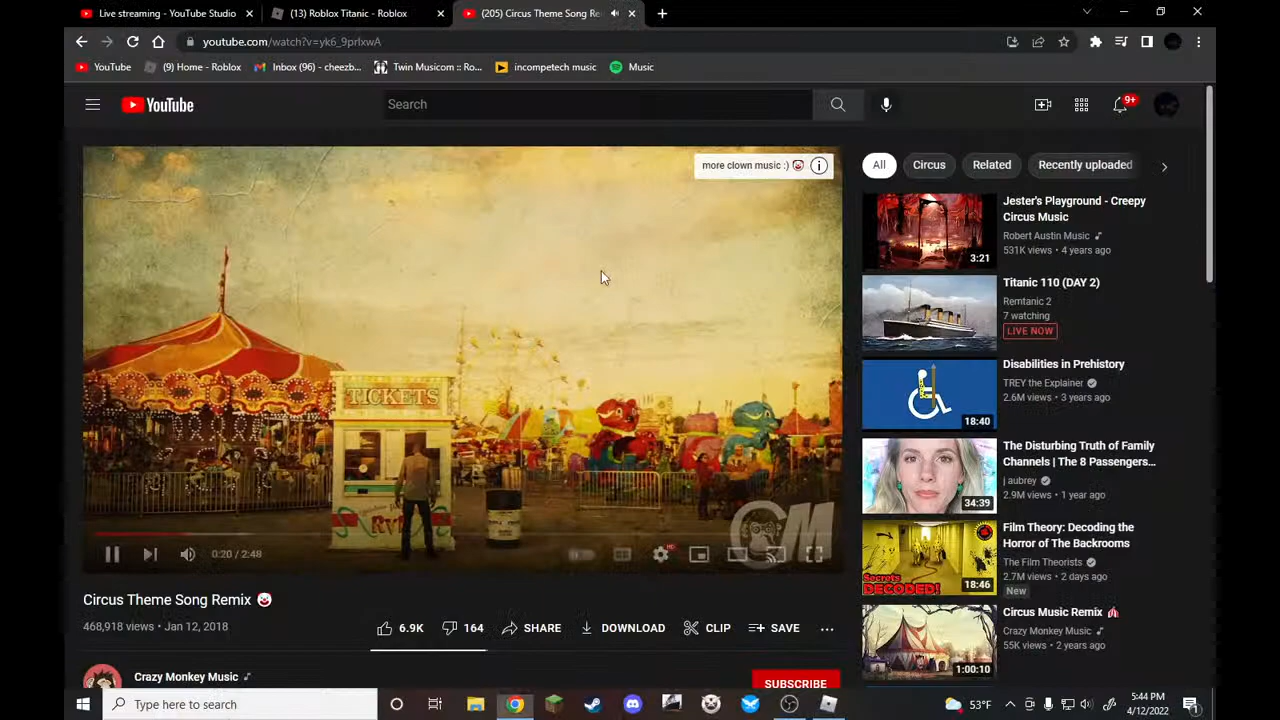 Live streaming - YouTube Studio
(13) Roblox Titanic - Roblox
(205) Circus Theme Song Re
youtube.com/watch?v=yk6_9prlxwA
YouTube
(9) Home - Roblox
Inbox (96) - cheezb...
Twin Musicom :: Ro...
incompetech music
Music
YouTube
Search
9+
more clown music :)
All
Circus
Related
Recently uploaded
TICKETS
CM
0:20 / 2:48
HD
Circus Theme Song Remix
468,918 views • Jan 12, 2018
6.9K
164
SHARE
DOWNLOAD
CLIP
SAVE
Crazy Monkey Music
SUBSCRIBE
Jester's Playground - Creepy
Circus Music
Robert Austin Music
531K views • 4 years ago
3:21
Titanic 110 (DAY 2)
Remtanic 2
7 watching
LIVE NOW
Disabilities in Prehistory
TREY the Explainer
2.6M views • 3 years ago
18:40
The Disturbing Truth of Family
Channels | The 8 Passengers...
j aubrey
2.9M views • 1 year ago
34:39
Film Theory: Decoding the
Horror of The Backrooms
The Film Theorists
2.7M views • 2 days ago
New
Secrets
DECODED!
18:46
Circus Music Remix
Crazy Monkey Music
55K views • 2 years ago
1:00:10
Type here to search
53°F
5:44 PM
4/12/2022
1